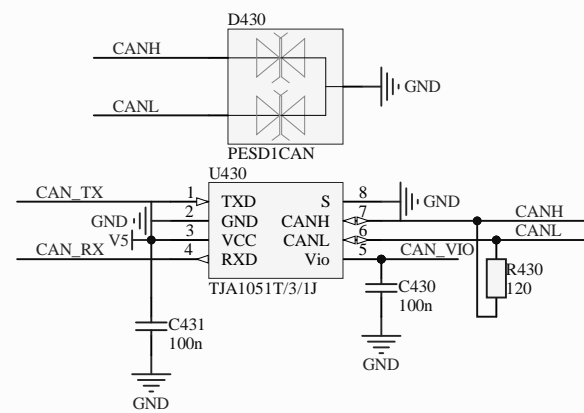 D430
CANH
CANL
GND
PESD1CAN
U430
CAN_TX 1 TXD S 8 GND
GND 2 GND CANH 7 CANH
V5 3 VCC CANL 6 CANL
CAN_RX 4 RXD Vio 5 CAN_VIO
TJA1051T/3/1J
R430
120
C430
100n
C431
100n
GND
GND